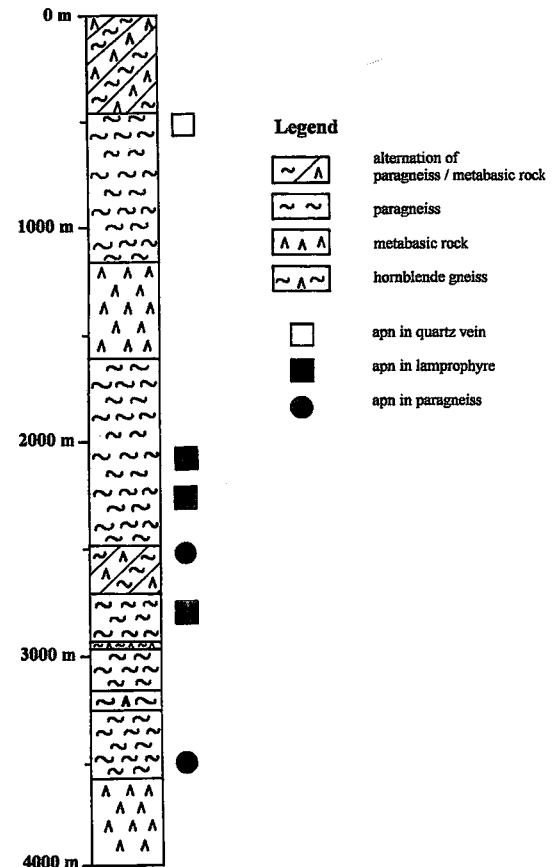 0 m
1000 m
2000 m
3000 m
4000 m
Legend
alternation of
paragneiss / metabasic rock
paragneiss
metabasic rock
hornblende gneiss
apn in quartz vein
apn in lamprophyre
apn in paragneiss